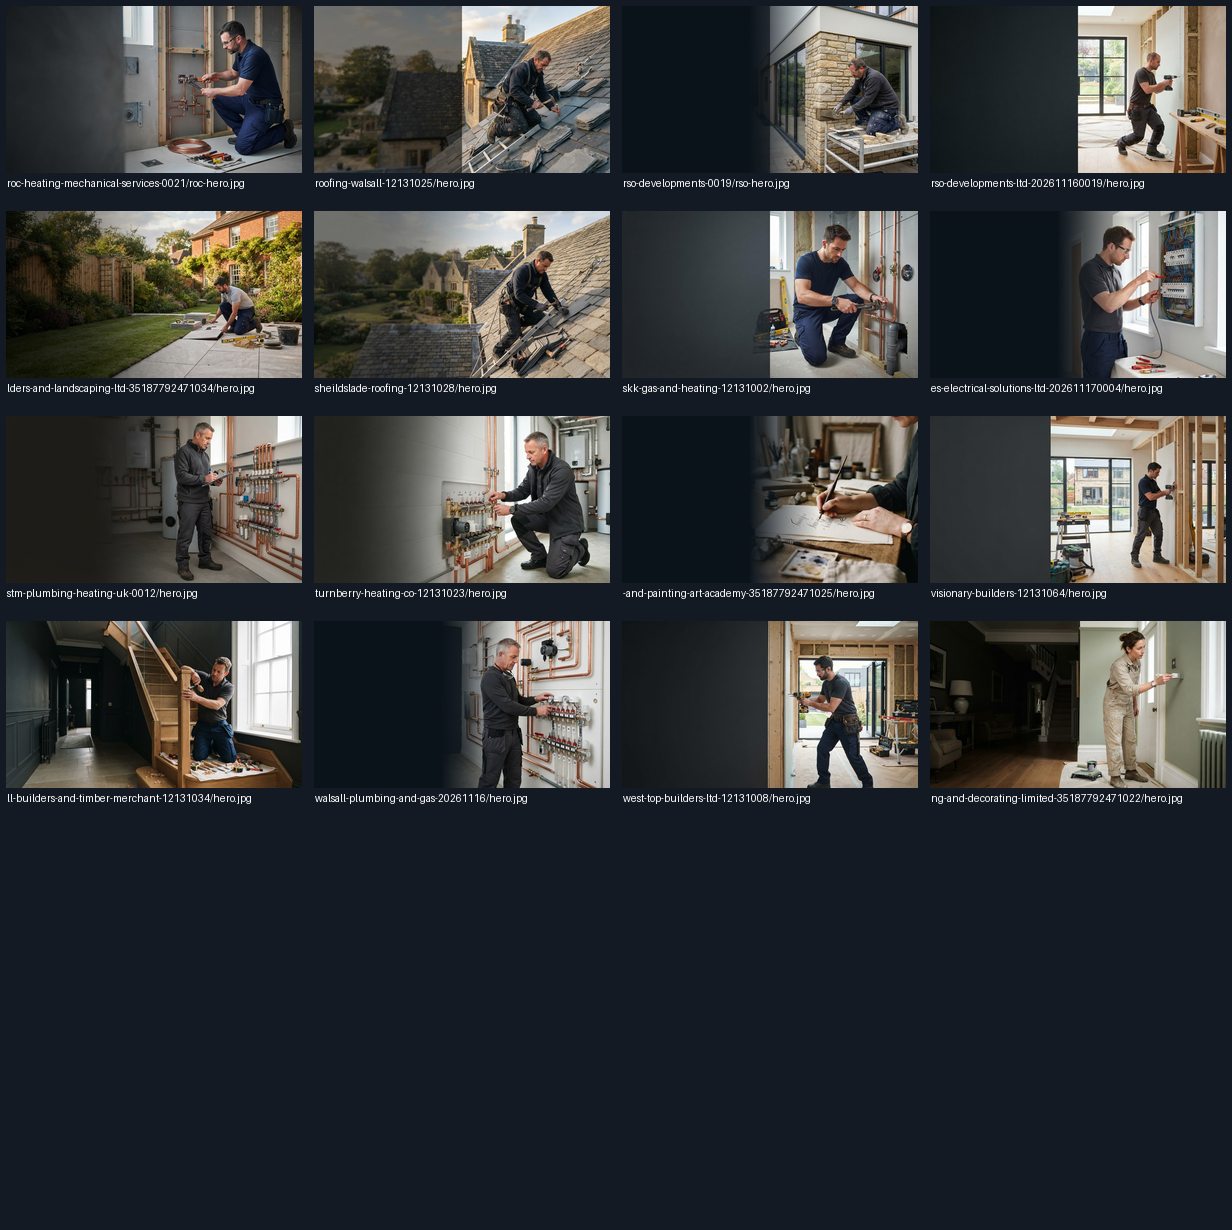 roc-heating-mechanical-services-0021/roc-hero.jpg
roofing-walsall-12131025/hero.jpg
rso-developments-0019/rso-hero.jpg
rso-developments-ltd-202611160019/hero.jpg
lders-and-landscaping-ltd-35187792471034/hero.jpg
sheildslade-roofing-12131028/hero.jpg
skk-gas-and-heating-12131002/hero.jpg
es-electrical-solutions-ltd-202611170004/hero.jpg
stm-plumbing-heating-uk-0012/hero.jpg
turnberry-heating-co-12131023/hero.jpg
-and-painting-art-academy-35187792471025/hero.jpg
visionary-builders-12131064/hero.jpg
ll-builders-and-timber-merchant-12131034/hero.jpg
walsall-plumbing-and-gas-20261116/hero.jpg
west-top-builders-ltd-12131008/hero.jpg
ng-and-decorating-limited-35187792471022/hero.jpg